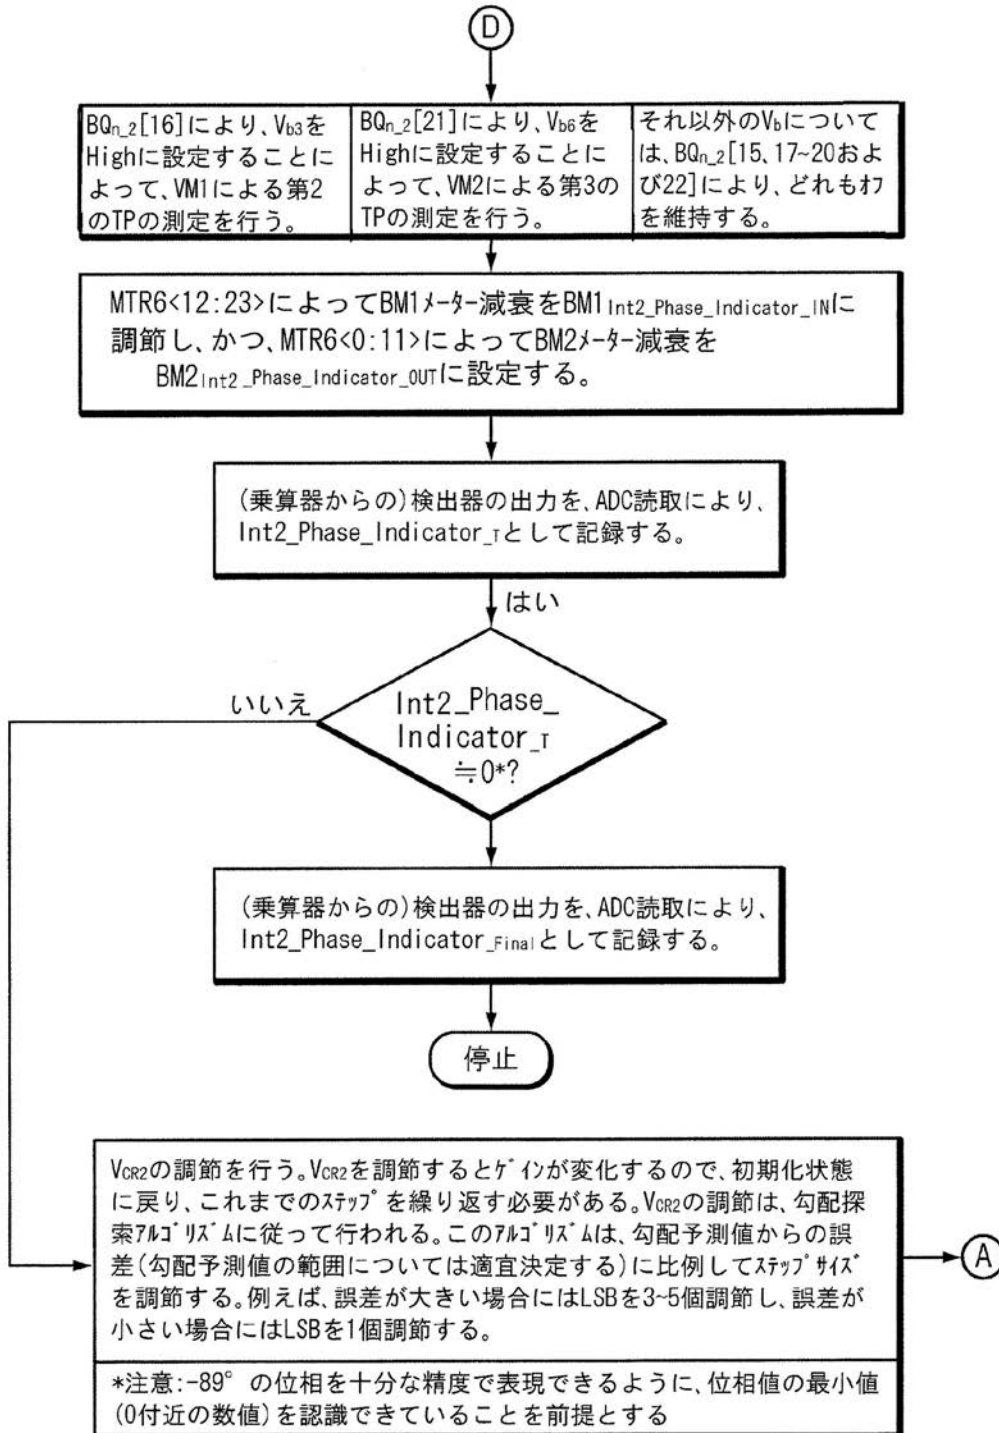 D
BQn_2[16]により、Vb3を
Highに設定することに
よって、VM1による第2
のTPの測定を行う。
BQn_2[21]により、Vb6を
Highに設定することに
よって、VM2による第3の
TPの測定を行う。
それ以外のVbについて
は、BQn_2[15、17~20およ
び22]により、どれもオフ
を維持する。
MTR6<12:23>によってBM1メーター減衰をBM1Int2_Phase_Indicator_INに
調節し、かつ、MTR6<0:11>によってBM2メーター減衰を
BM2Int2_Phase_Indicator_OUTに設定する。
(乗算器からの)検出器の出力を、ADC読取により、
Int2_Phase_Indicator_Tとして記録する。
はい
いいえ
Int2_Phase_
Indicator_T
≒0*?
(乗算器からの)検出器の出力を、ADC読取により、
Int2_Phase_Indicator_Finalとして記録する。
停止
VCR2の調節を行う。VCR2を調節するとゲインが変化するので、初期化状態
に戻り、これまでのステップを繰り返す必要がある。VCR2の調節は、勾配探
索アルゴリズムに従って行われる。このアルゴリズムは、勾配予測値からの誤
差(勾配予測値の範囲については適宜決定する)に比例してステップサイズ
を調節する。例えば、誤差が大きい場合にはLSBを3~5個調節し、誤差が
小さい場合にはLSBを1個調節する。
A
*注意:-89°の位相を十分な精度で表現できるように、位相値の最小値
(0付近の数値)を認識できていることを前提とする